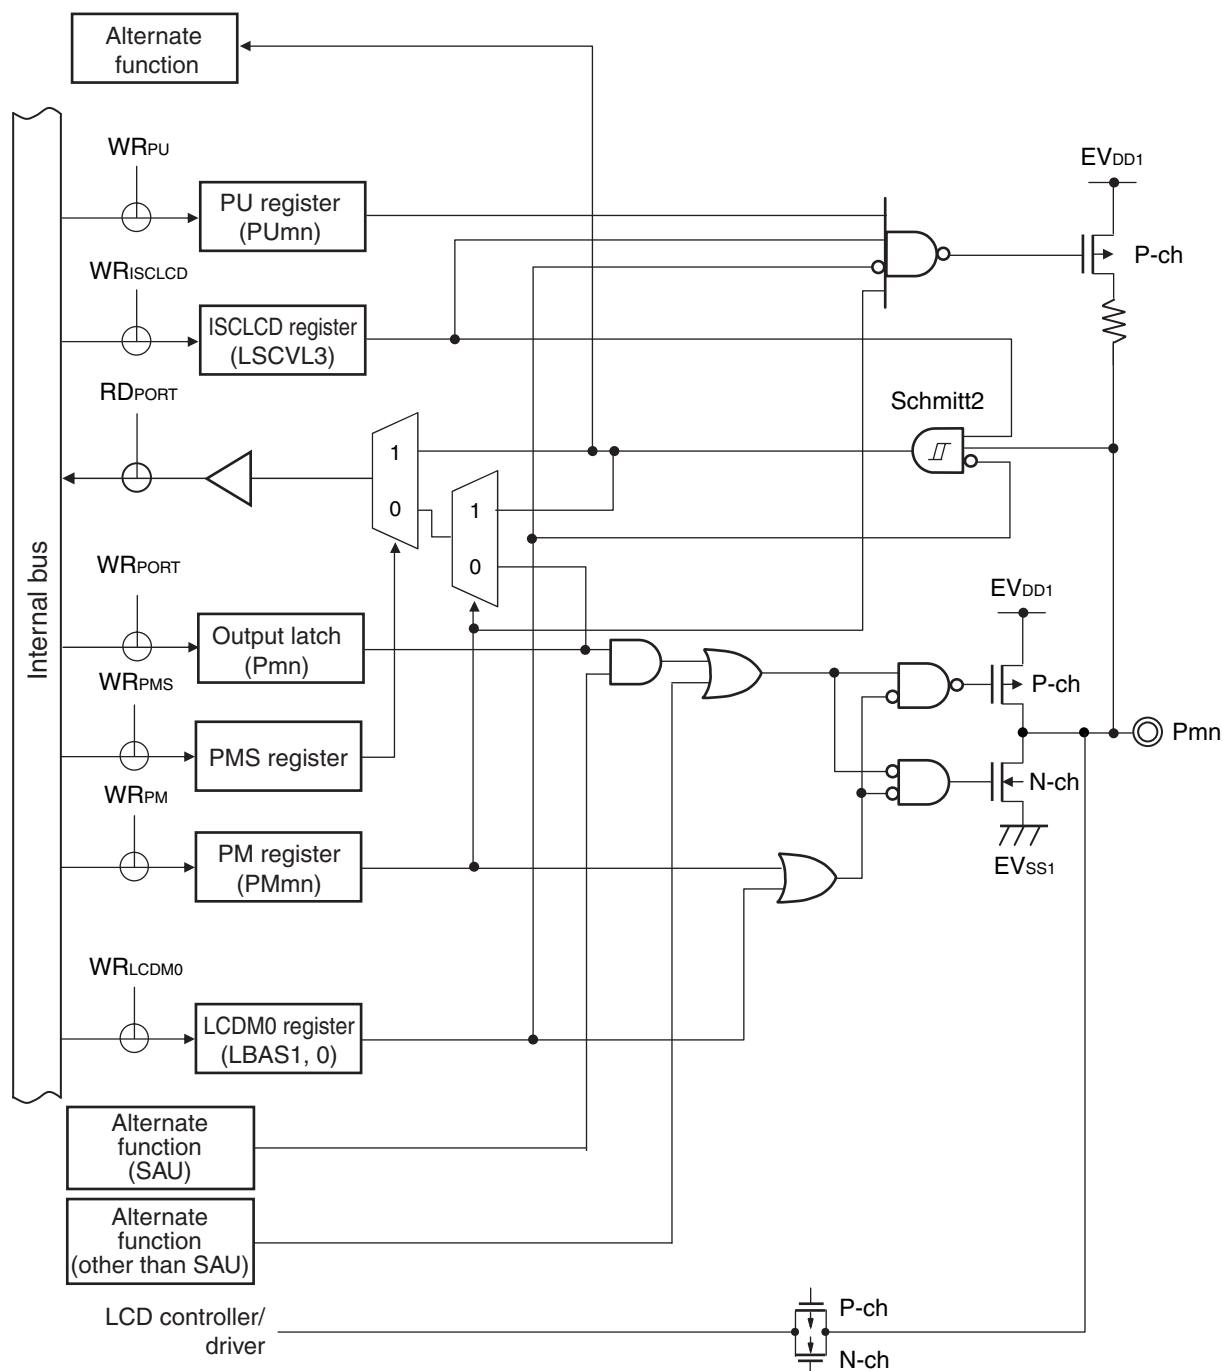 Alternate
function
WRPU
EVDD1
PU register
(PUmn)
P-ch
WRISCLCD
ISCLCD register
(LSCVL3)
RDPORT
Schmitt2
1
0
1
0
Internal bus
WRPORT
EVDD1
Output latch
(Pmn)
P-ch
WRPMS
PMS register
Pmn
N-ch
WRPM
PM register
(PMmn)
EVSS1
WRLCDM0
LCDM0 register
(LBAS1, 0)
Alternate
function
(SAU)
Alternate
function
(other than SAU)
LCD controller/
driver
P-ch
N-ch